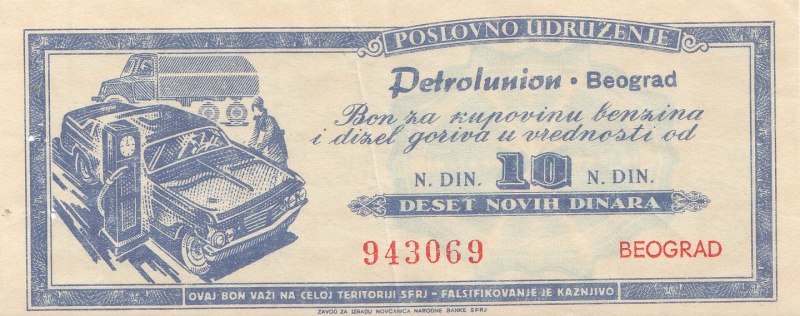 POSLOVNO UDRUŽENJE
Petrolunion • Beograd
Bon za kupovinu benzina
i dizel goriva u vrednosti od
N. DIN. 10 N. DIN.
DESET NOVIH DINARA
943069 BEOGRAD
OVAJ BON VAŽI NA CELOJ TERITORIJI SFRJ – FALSIFIKOVANJE JE KAZNJIVO
ZAVOD ZA IZRADU NOVČANICA NARODNE BANKE SFRJ